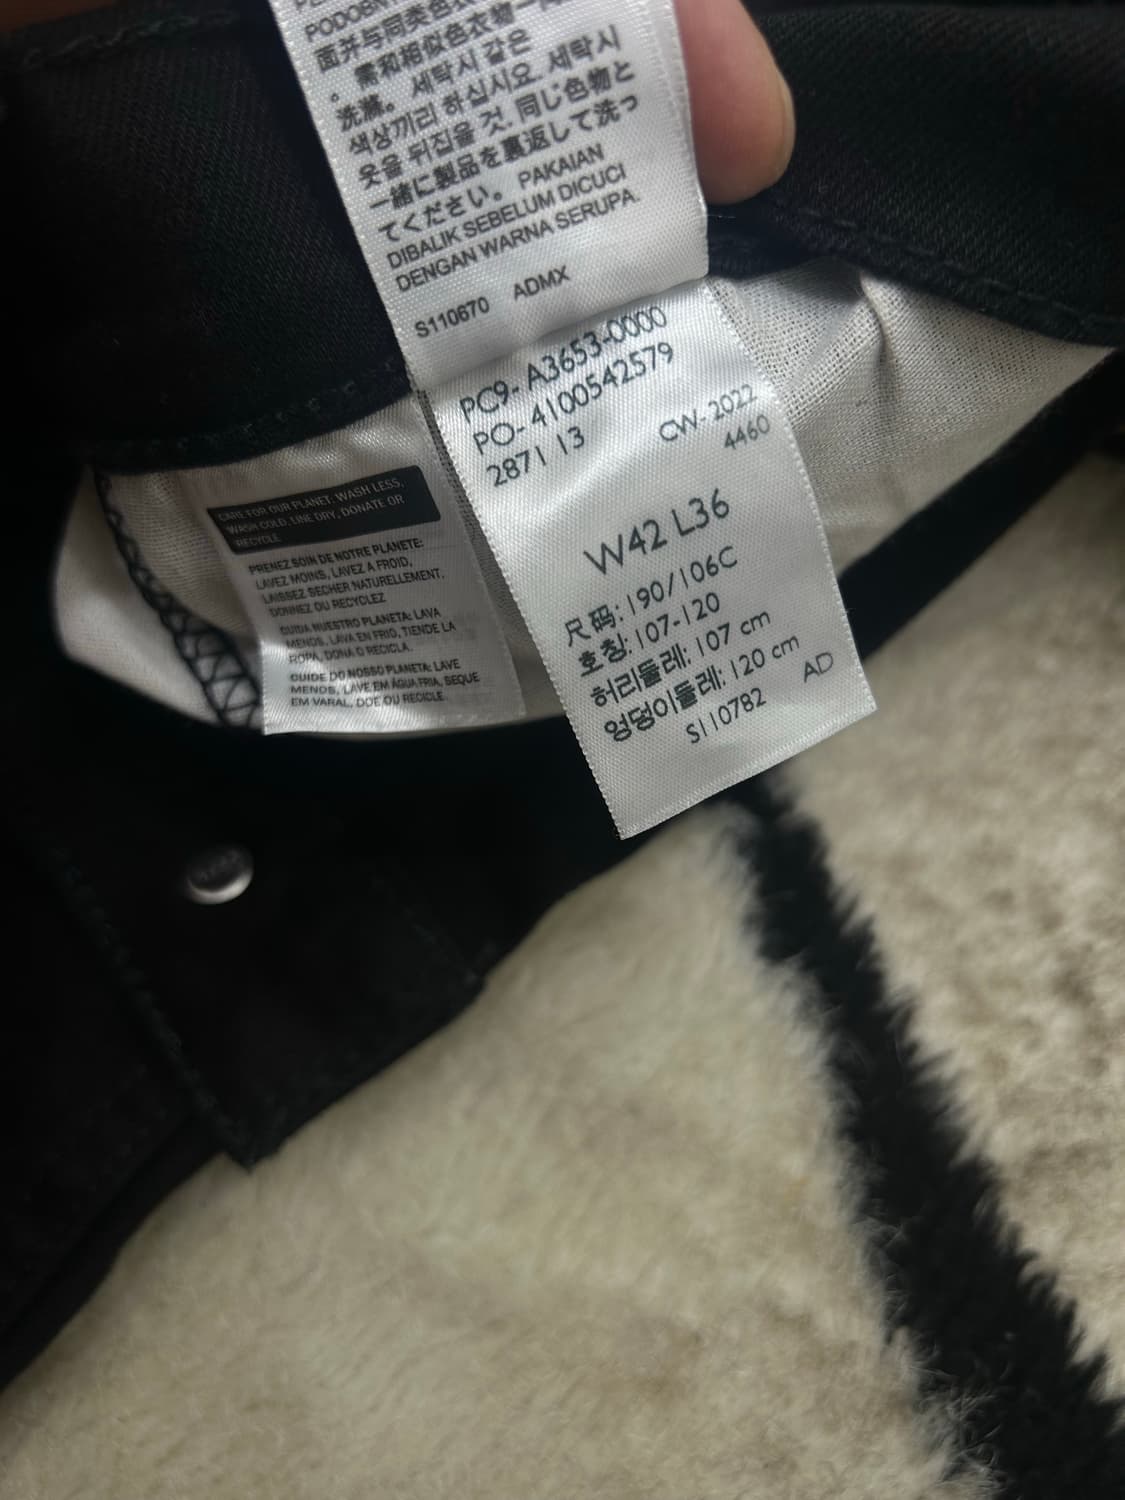 PODOBN
面并与同类色衣
。需和相似色衣物一
洗滌。 세탁시 같은
색상끼리 하십시요. 세탁시
옷을 뒤집을 것. 同じ色物と
一緒に製品を裏返して洗っ
てください。 PAKAIAN
DIBALIK SEBELUM DICUCI
DENGAN WARNA SERUPA.
S110670 ADMX
PC9- A3653-0000
PO- 4100542579
287113 CW-2022
4460
W42 L36
尺码: 190/106C
호칭: 107-120
허리둘레: 107 cm
엉덩이둘레: 120 cm
S110782 AD
CARE FOR OUR PLANET: WASH LESS,
WASH COLD, LINE DRY, DONATE OR
RECYCLE.
PRENEZ SOIN DE NOTRE PLANETE:
LAVEZ MOINS, LAVEZ A FROID,
LAISSEZ SECHER NATURELLEMENT,
DONNEZ OU RECYCLEZ
CUIDA NUESTRO PLANETA: LAVA
MENOS, LAVA EN FRIO, TIENDE LA
ROPA, DONA O RECICLA.
CUIDE DO NOSSO PLANETA: LAVE
MENOS, LAVE EM ÁGUA FRIA, SEQUE
EM VARAL, DOE OU RECICLE.